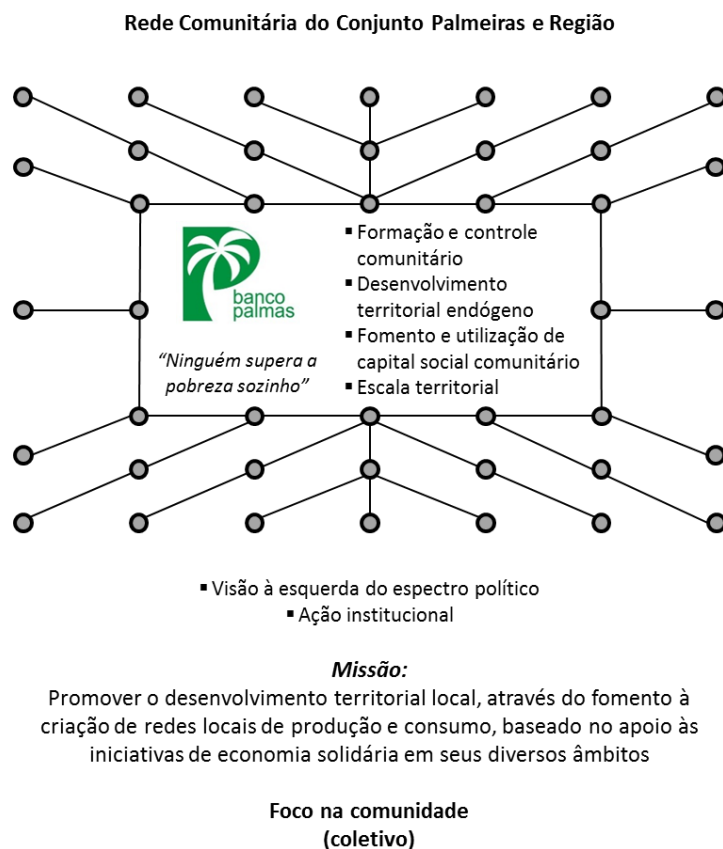 Rede Comunitária do Conjunto Palmeiras e Região
banco
palmas
“Ninguém supera a
pobreza sozinho”
▪ Formação e controle
comunitário
▪ Desenvolvimento
territorial endógeno
▪ Fomento e utilização de
capital social comunitário
▪ Escala territorial
▪ Visão à esquerda do espectro político
▪ Ação institucional
Missão:
Promover o desenvolvimento territorial local, através do fomento à
criação de redes locais de produção e consumo, baseado no apoio às
iniciativas de economia solidária em seus diversos âmbitos
Foco na comunidade
(coletivo)